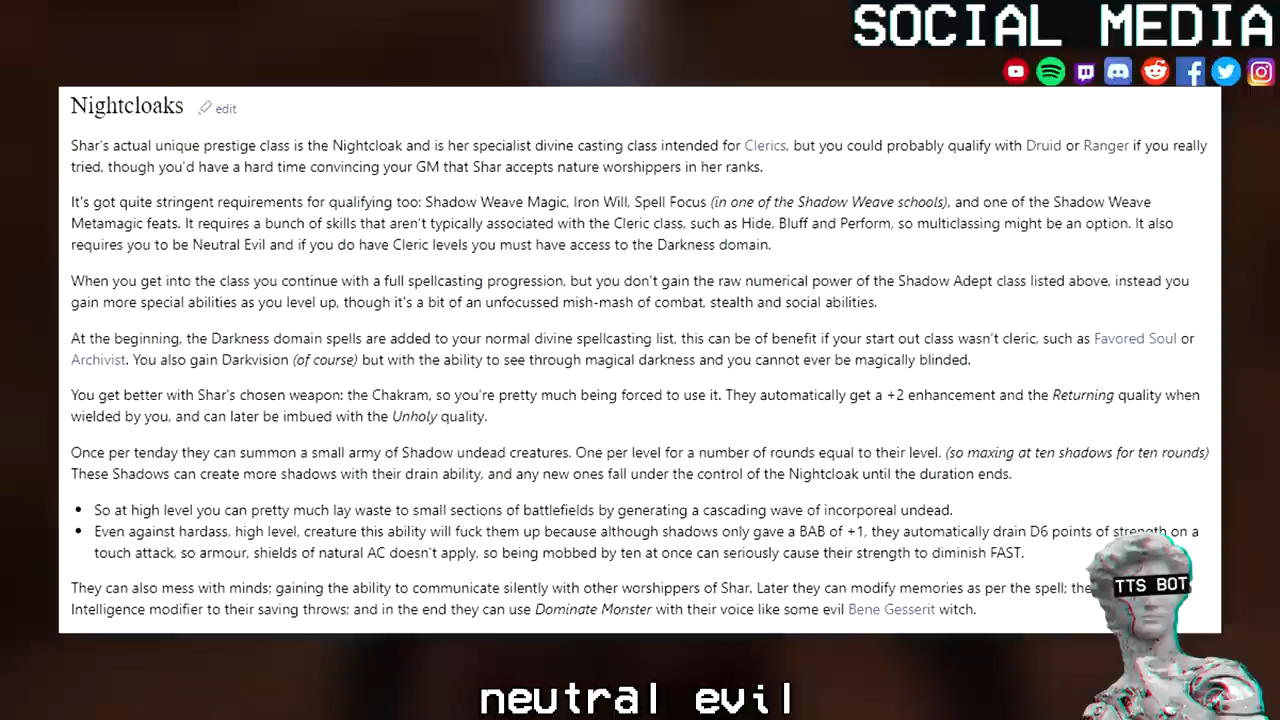 SOCIAL MEDIA
Nightcloaks edit
Shar's actual unique prestige class is the Nightcloak and is her specialist divine casting class intended for Clerics, but you could probably qualify with Druid or Ranger if you really
tried, though you'd have a hard time convincing your GM that Shar accepts nature worshippers in her ranks.
It's got quite stringent requirements for qualifying too: Shadow Weave Magic, Iron Will, Spell Focus (in one of the Shadow Weave schools), and one of the Shadow Weave
Metamagic feats. It requires a bunch of skills that aren't typically associated with the Cleric class, such as Hide, Bluff and Perform, so multiclassing might be an option. It also
requires you to be Neutral Evil and if you do have Cleric levels you must have access to the Darkness domain.
When you get into the class you continue with a full spellcasting progression, but you don't gain the raw numerical power of the Shadow Adept class listed above, instead you
gain more special abilities as you level up, though it's a bit of an unfocussed mish-mash of combat, stealth and social abilities.
At the beginning, the Darkness domain spells are added to your normal divine spellcasting list, this can be of benefit if your start out class wasn't cleric, such as Favored Soul or
Archivist. You also gain Darkvision (of course) but with the ability to see through magical darkness and you cannot ever be magically blinded.
You get better with Shar's chosen weapon: the Chakram, so you're pretty much being forced to use it. They automatically get a +2 enhancement and the Returning quality when
wielded by you, and can later be imbued with the Unholy quality.
Once per tenday they can summon a small army of Shadow undead creatures. One per level for a number of rounds equal to their level. (so maxing at ten shadows for ten rounds)
These Shadows can create more shadows with their drain ability, and any new ones fall under the control of the Nightcloak until the duration ends.
• So at high level you can pretty much lay waste to small sections of battlefields by generating a cascading wave of incorporeal undead.
• Even against hardass, high level, creature this ability will fuck them up because although shadows only gave a BAB of +1, they automatically drain D6 points of strength on a
touch attack, so armour, shields of natural AC doesn't apply, so being mobbed by ten at once can seriously cause their strength to diminish FAST.
They can also mess with minds; gaining the ability to communicate silently with other worshippers of Shar. Later they can modify memories as per the spell;
Intelligence modifier to their saving throws; and in the end they can use Dominate Monster with their voice like some evil Bene Gesserit witch.
TTS BOT
neutral evil